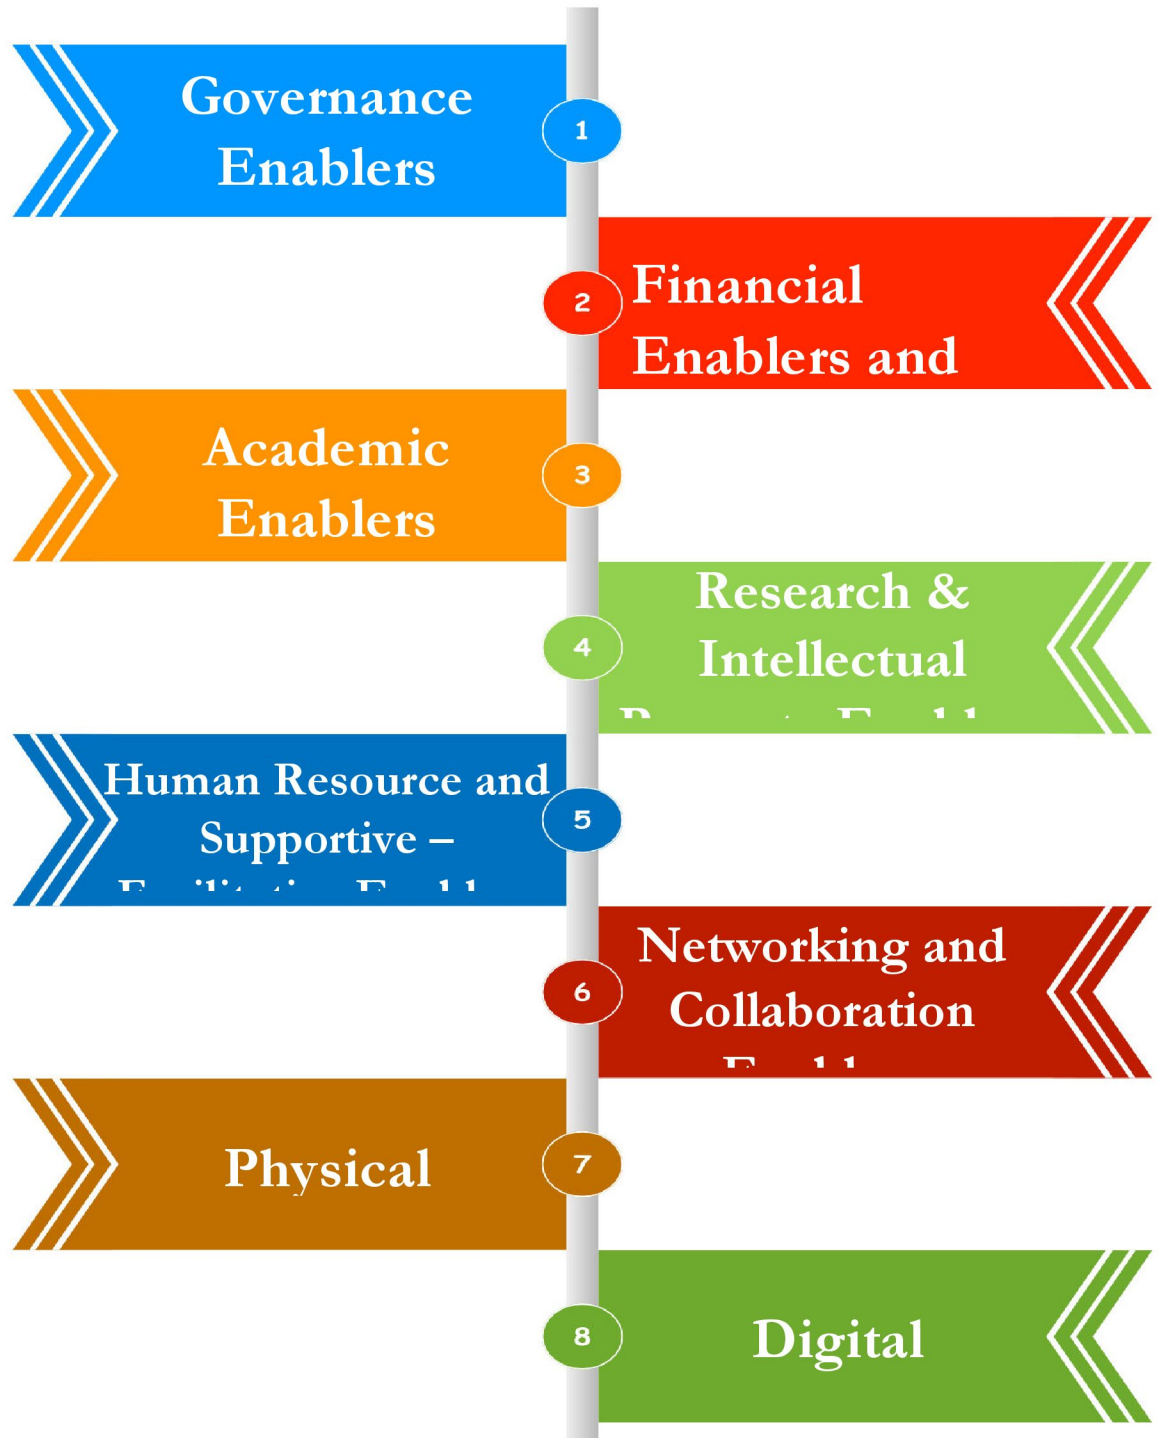 Governance
Enablers
1
2
Financial
Enablers and
Academic
Enablers
3
4
Research &
Intellectual
Human Resource and
Supportive –
5
6
Networking and
Collaboration
Physical
7
8
Digital